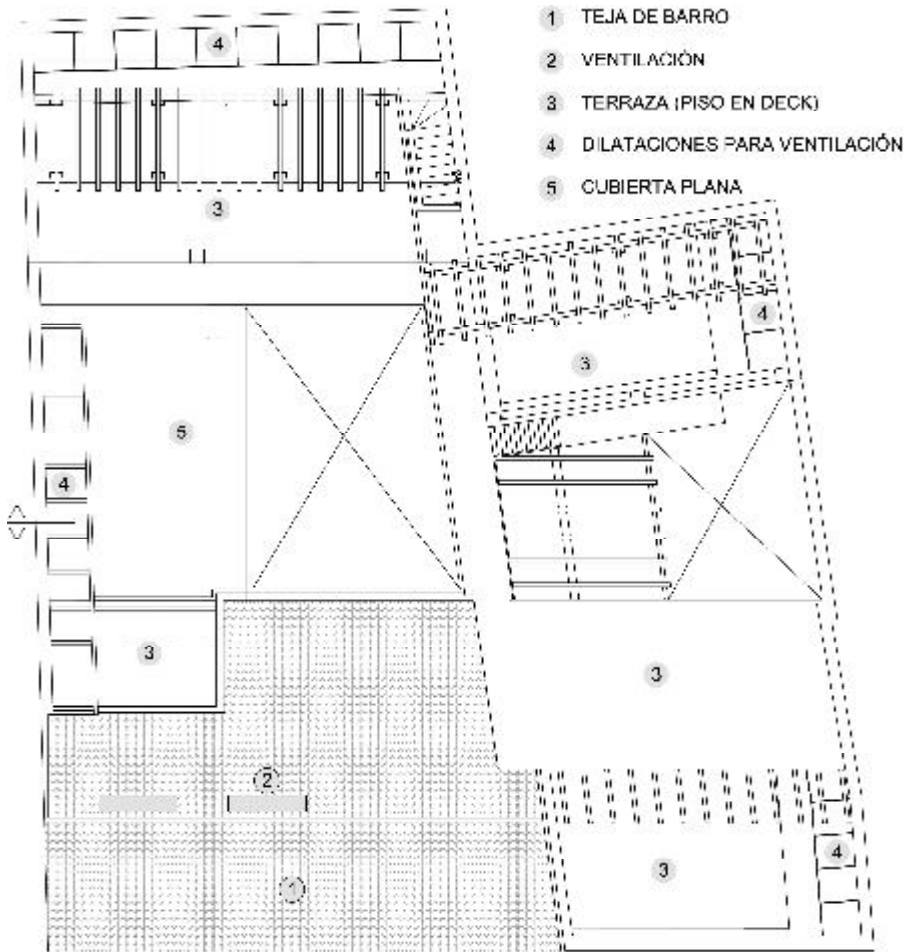 1 TEJA DE BARRO
2 VENTILACIÓN
3 TERRAZA (PISO EN DECK)
4 DILATACIONES PARA VENTILACIÓN
5 CUBIERTA PLANA
4
3
4
3
5
4
3
3
2
4
3
1